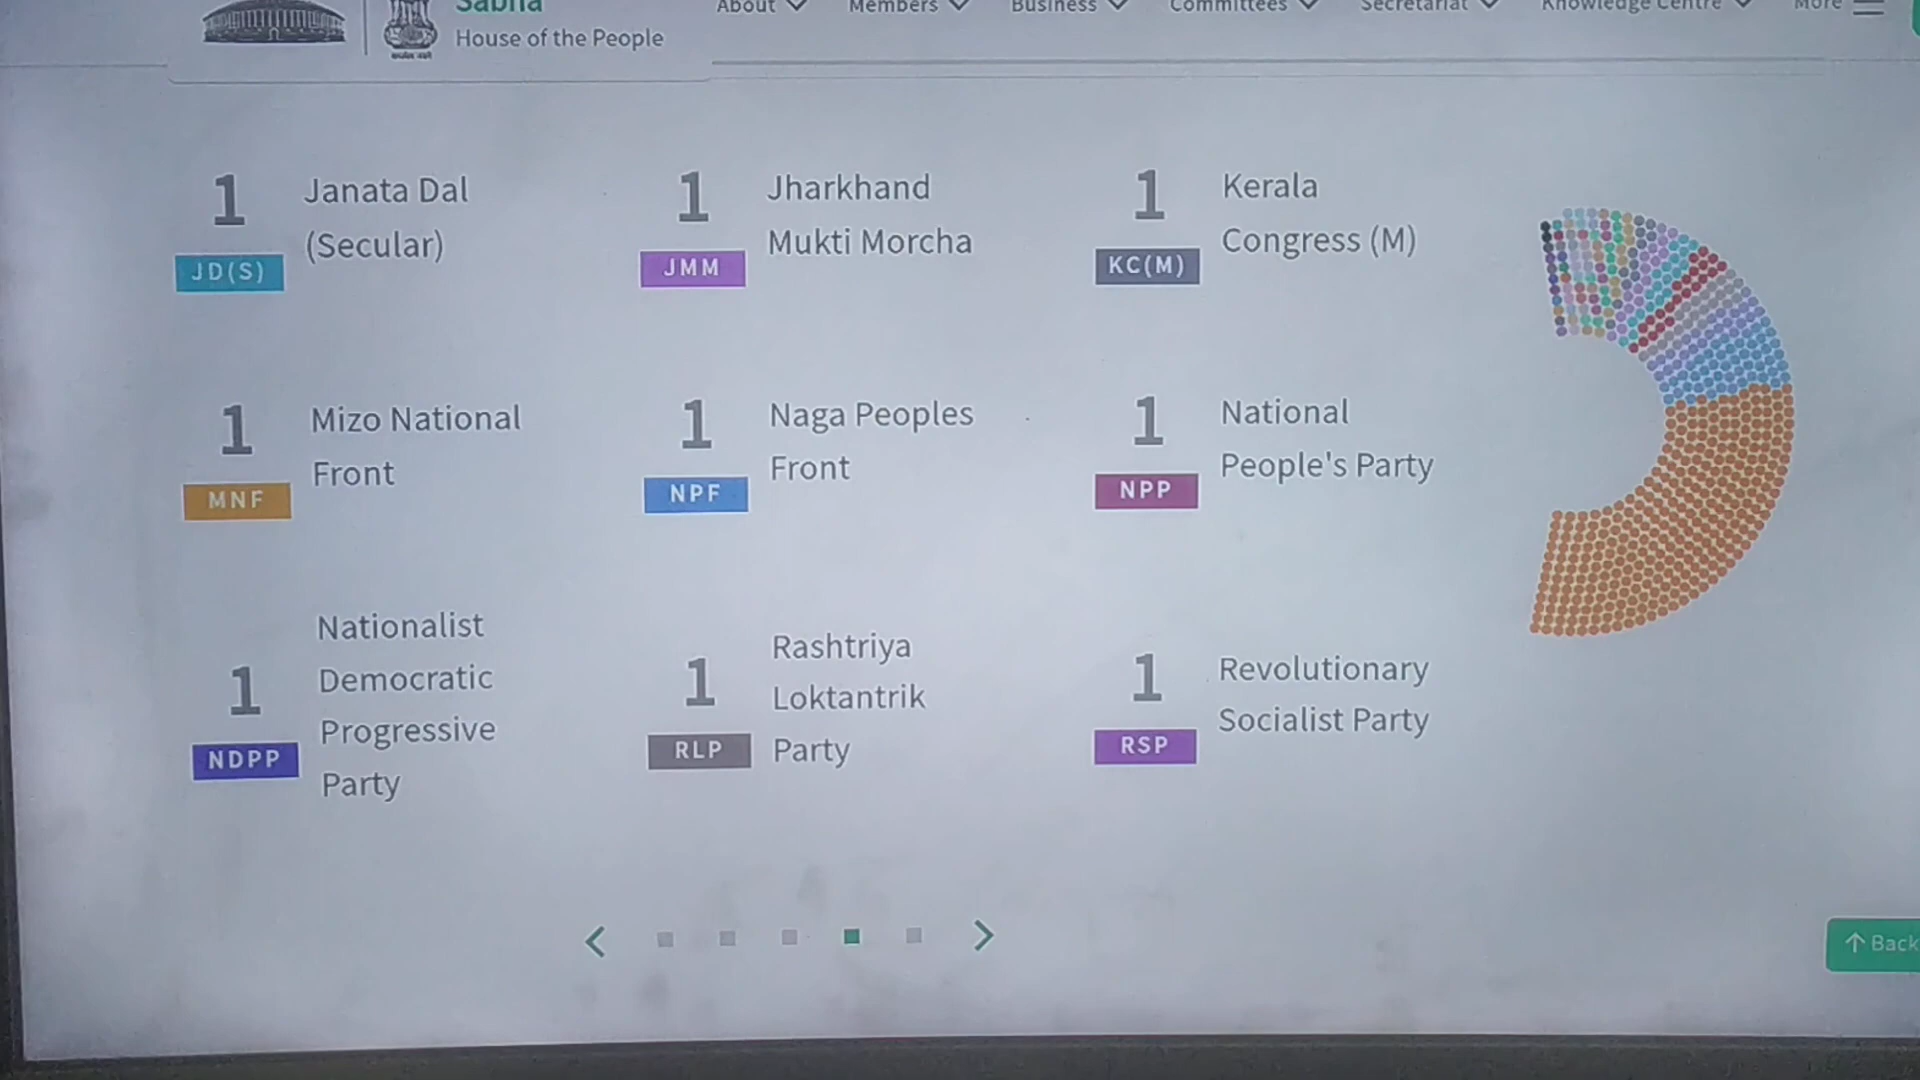 Sabha
House of the People
About
Members
Business
Committees
Secretariat
Knowledge Centre
More
1
JD(S)
Janata Dal
(Secular)
1
JMM
Jharkhand
Mukti Morcha
1
KC(M)
Kerala
Congress (M)
1
MNF
Mizo National
Front
1
NPF
Naga Peoples
Front
1
NPP
National
People's Party
1
NDPP
Nationalist
Democratic
Progressive
Party
1
RLP
Rashtriya
Loktantrik
Party
1
RSP
Revolutionary
Socialist Party
Back